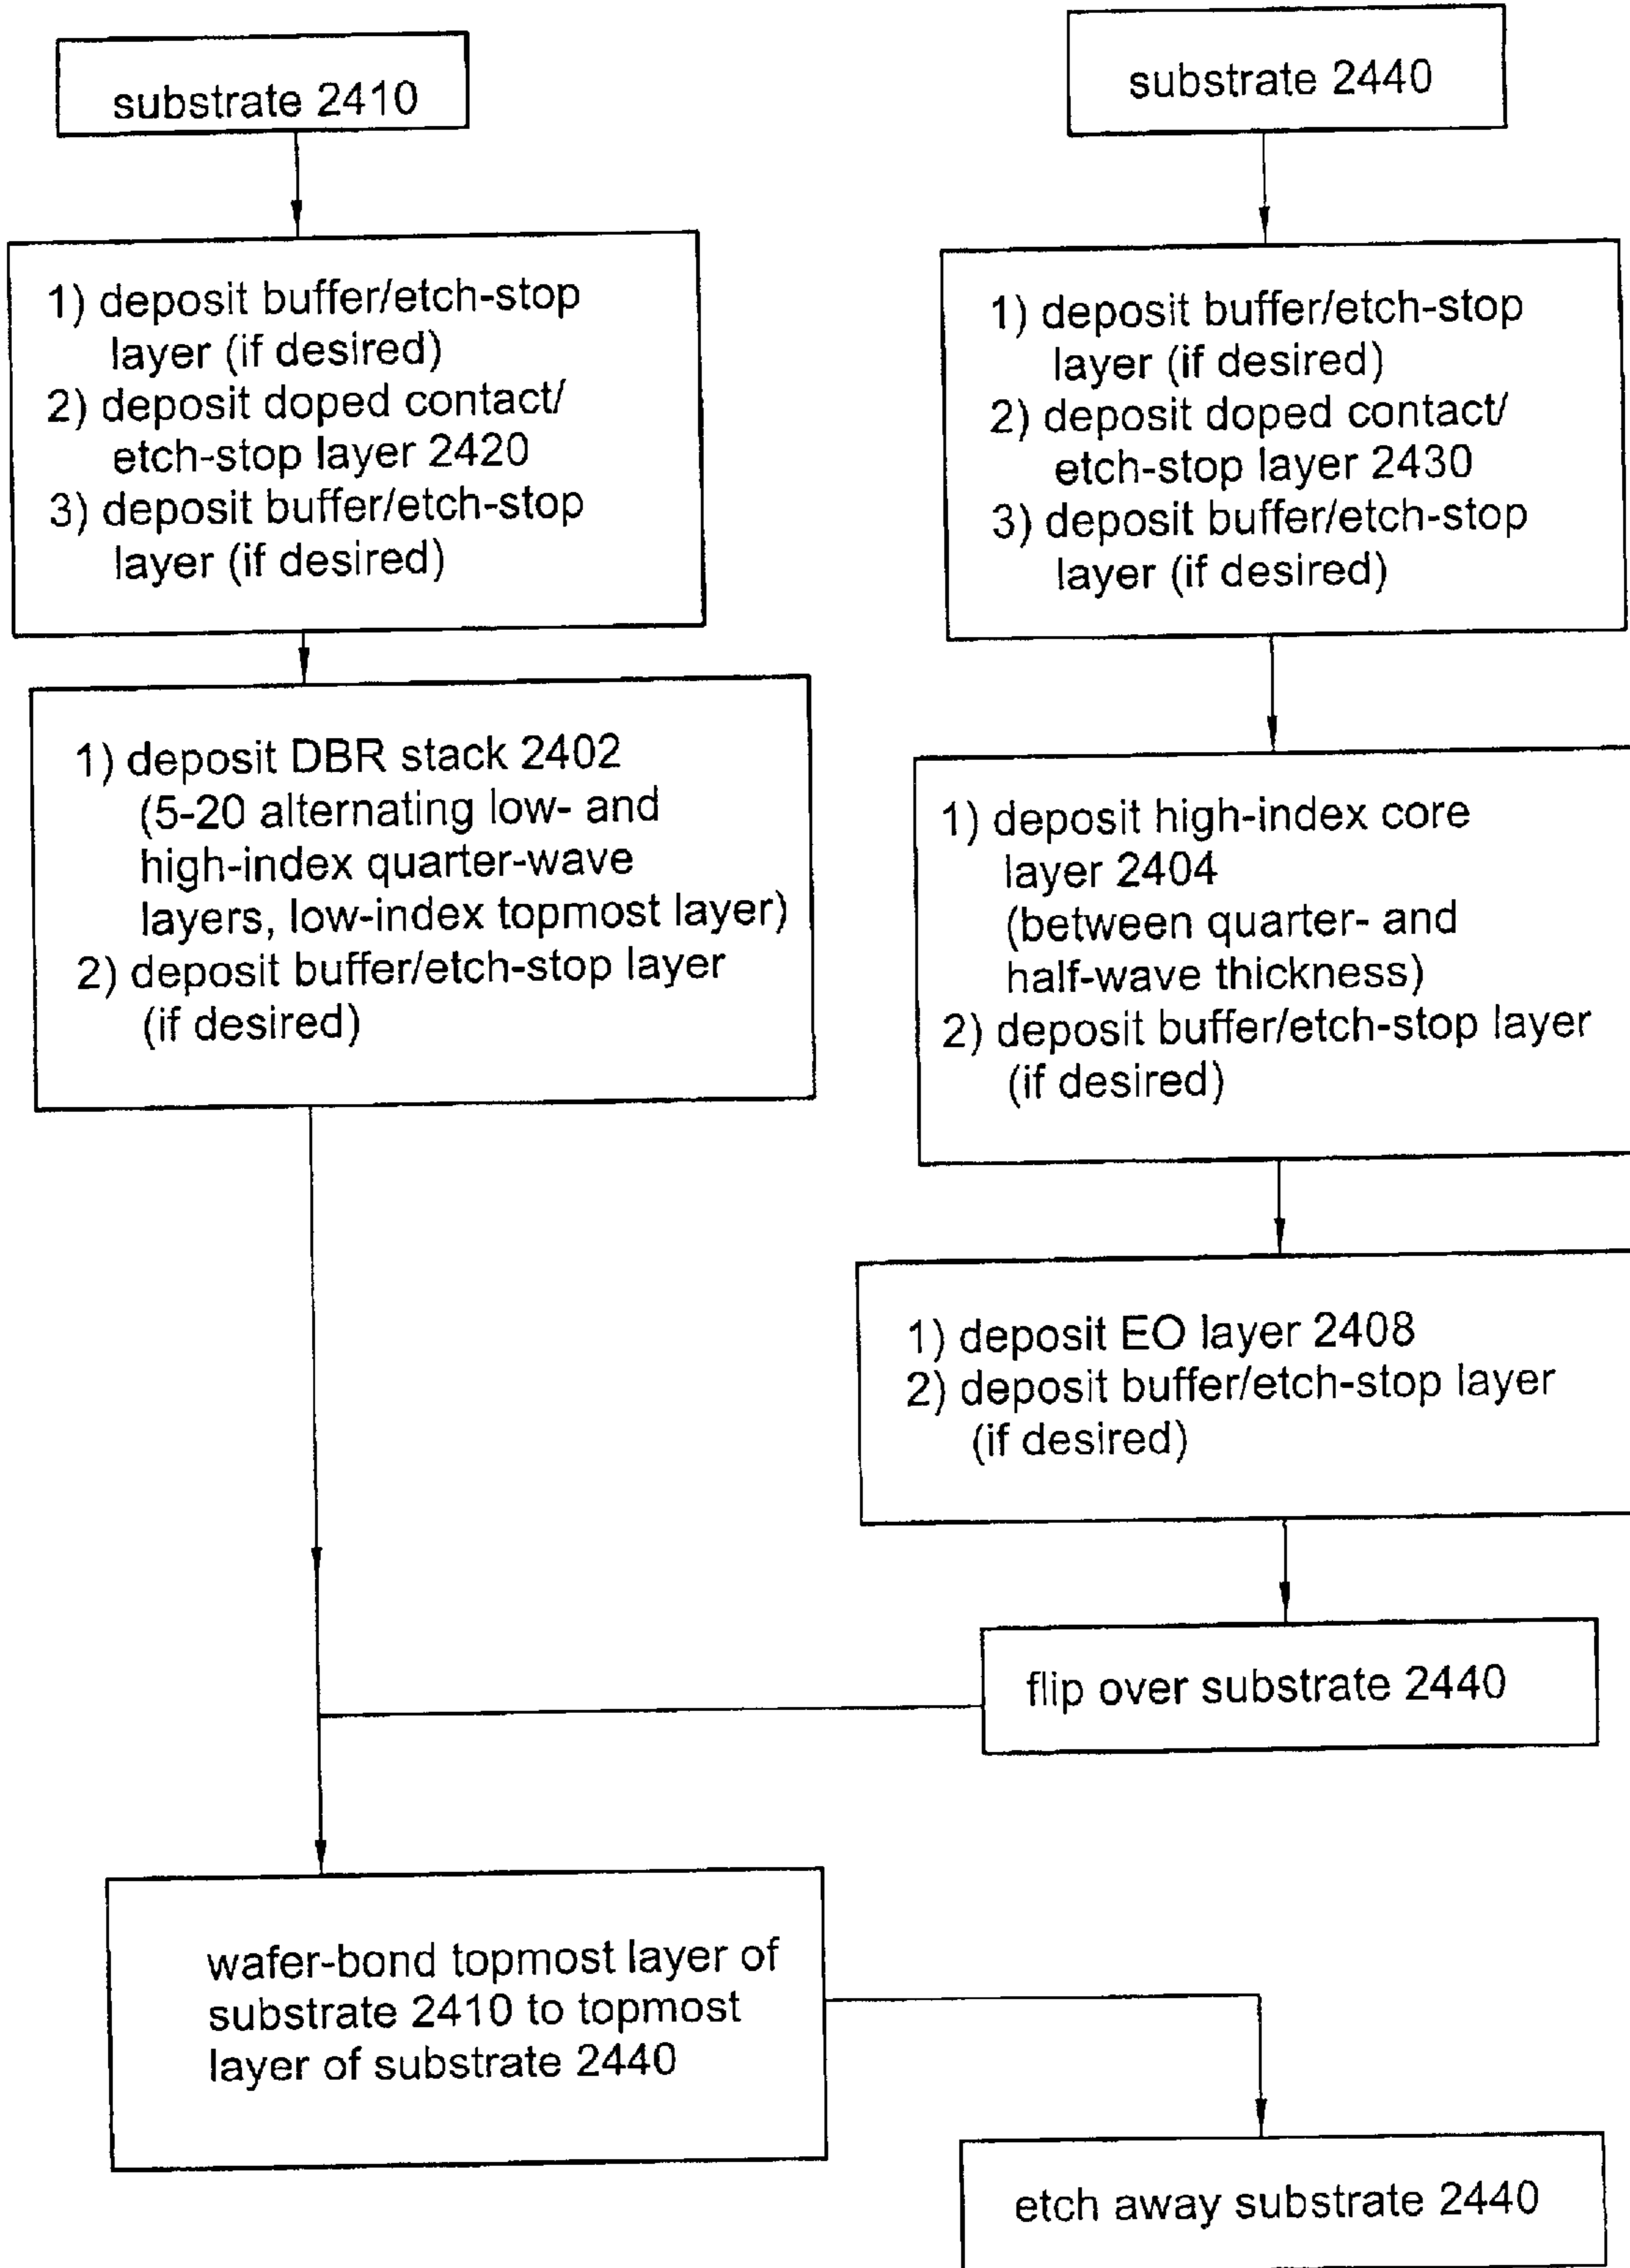 substrate 2410
1) deposit buffer/etch-stop
layer (if desired)
2) deposit doped contact/
etch-stop layer 2420
3) deposit buffer/etch-stop
layer (if desired)
1) deposit DBR stack 2402
(5-20 alternating low- and
high-index quarter-wave
layers, low-index topmost layer)
2) deposit buffer/etch-stop layer
(if desired)
substrate 2440
1) deposit buffer/etch-stop
layer (if desired)
2) deposit doped contact/
etch-stop layer 2430
3) deposit buffer/etch-stop
layer (if desired)
1) deposit high-index core
layer 2404
(between quarter- and
half-wave thickness)
2) deposit buffer/etch-stop layer
(if desired)
1) deposit EO layer 2408
2) deposit buffer/etch-stop layer
(if desired)
flip over substrate 2440
wafer-bond topmost layer of
substrate 2410 to topmost
layer of substrate 2440
etch away substrate 2440